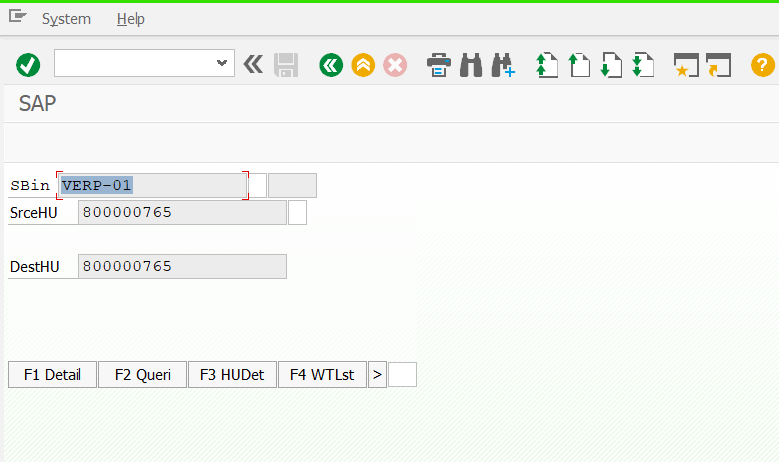 System Help
SAP
SBin VERP-01
SrceHU 800000765
DestHU 800000765
F1 Detail F2 Queri F3 HUDet F4 WTLst >